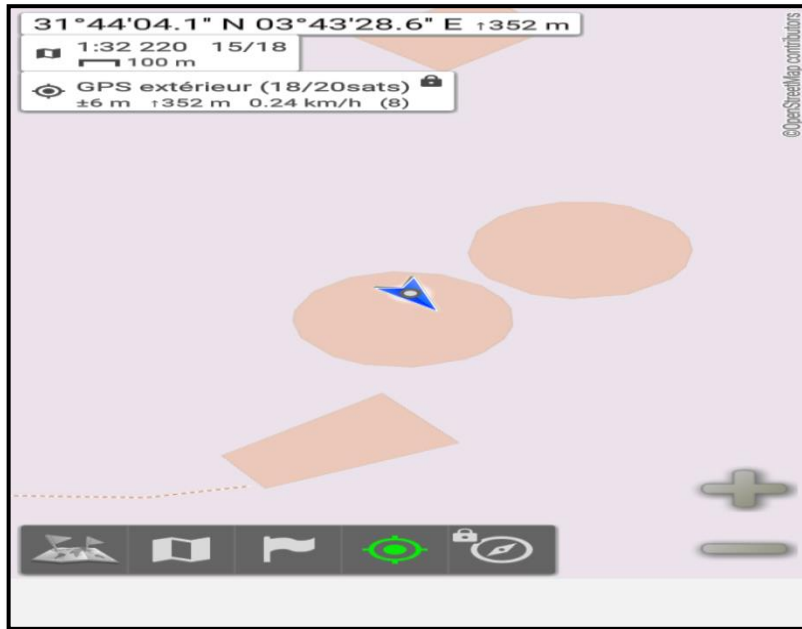 31°44'04.1" N 03°43'28.6" E ↑352 m
1:32 220 15/18
100 m
GPS extérieur (18/20sats)
±6 m ↑352 m 0.24 km/h (8)
©OpenStreetMap contributors